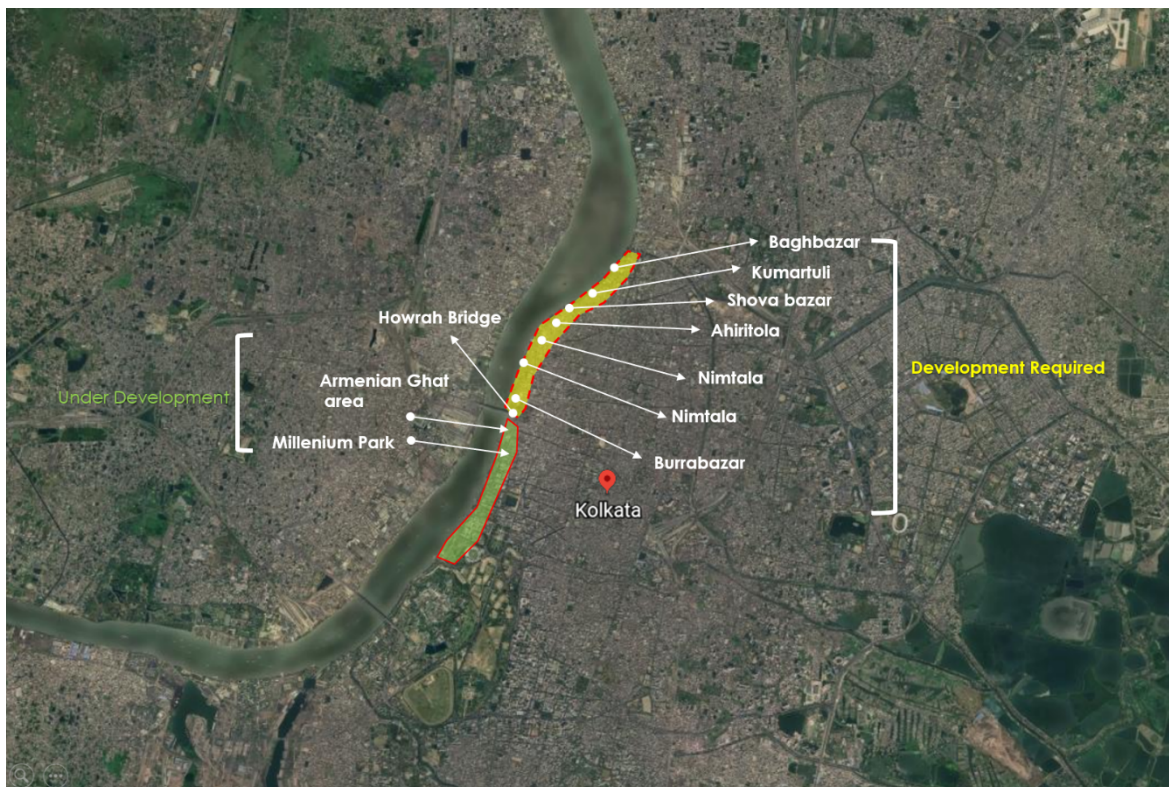 Baghbazar
Kumartuli
Shova bazar
Howrah Bridge
Ahiritola
Development Required
Nimtala
Armenian Ghat
area
Under Development
Nimtala
Millenium Park
Burrabazar
Kolkata